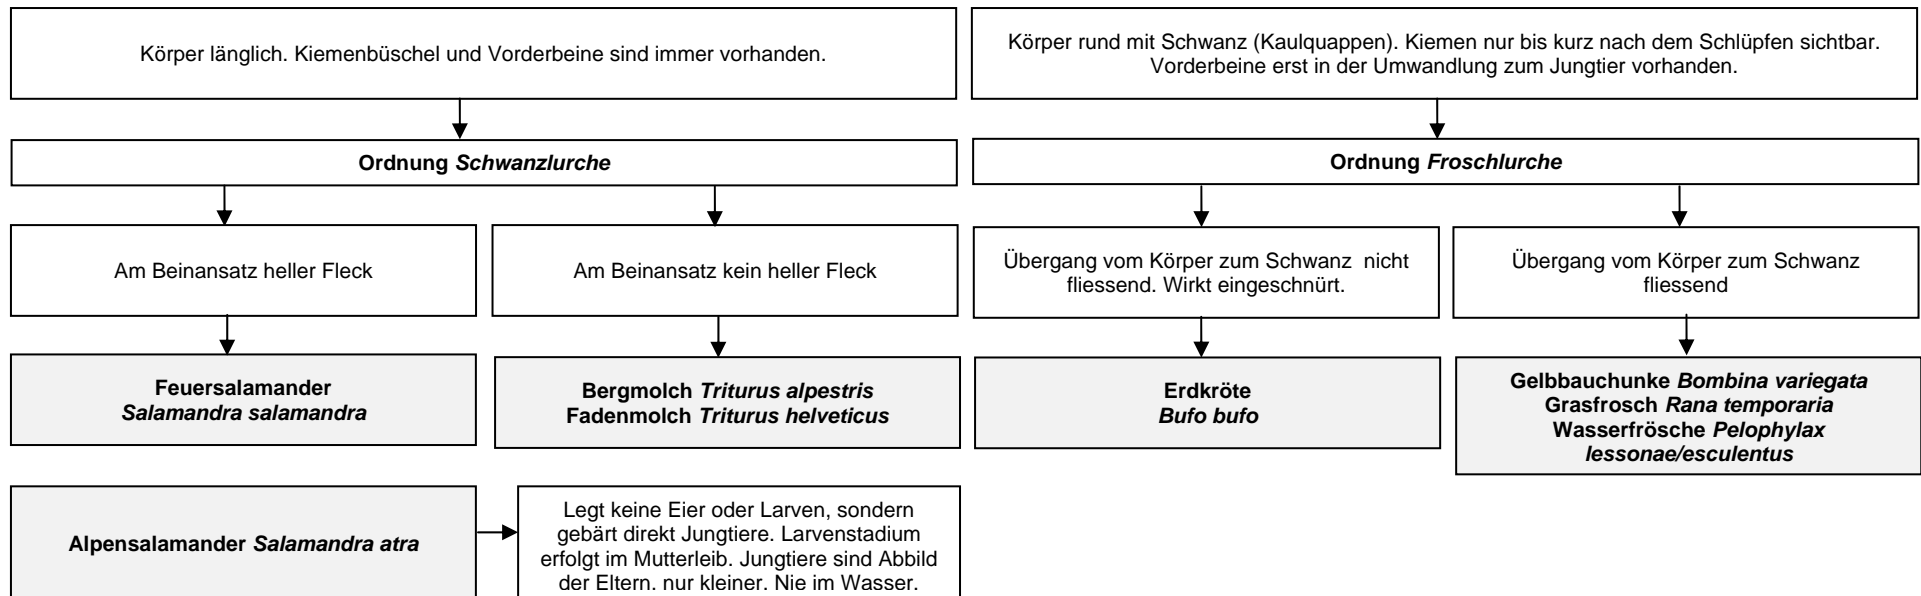 Körper länglich. Kiemenbüschel und Vorderbeine sind immer vorhanden.
Körper rund mit Schwanz (Kaulquappen). Kiemen nur bis kurz nach dem Schlüpfen sichtbar.
Vorderbeine erst in der Umwandlung zum Jungtier vorhanden.
Ordnung Schwanzlurche
Ordnung Froschlurche
Am Beinansatz heller Fleck
Am Beinansatz kein heller Fleck
Übergang vom Körper zum Schwanz nicht
fliessend. Wirkt eingeschnürt.
Übergang vom Körper zum Schwanz
fliessend
Feuersalamander
Salamandra salamandra
Bergmolch Triturus alpestris
Fadenmolch Triturus helveticus
Erdkröte
Bufo bufo
Gelbbauchunke Bombina variegata
Grasfrosch Rana temporaria
Wasserfrösche Pelophylax
lessonae/esculentus
Alpensalamander Salamandra atra
Legt keine Eier oder Larven, sondern
gebärt direkt Jungtiere. Larvenstadium
erfolgt im Mutterleib. Jungtiere sind Abbild
der Eltern, nur kleiner. Nie im Wasser.